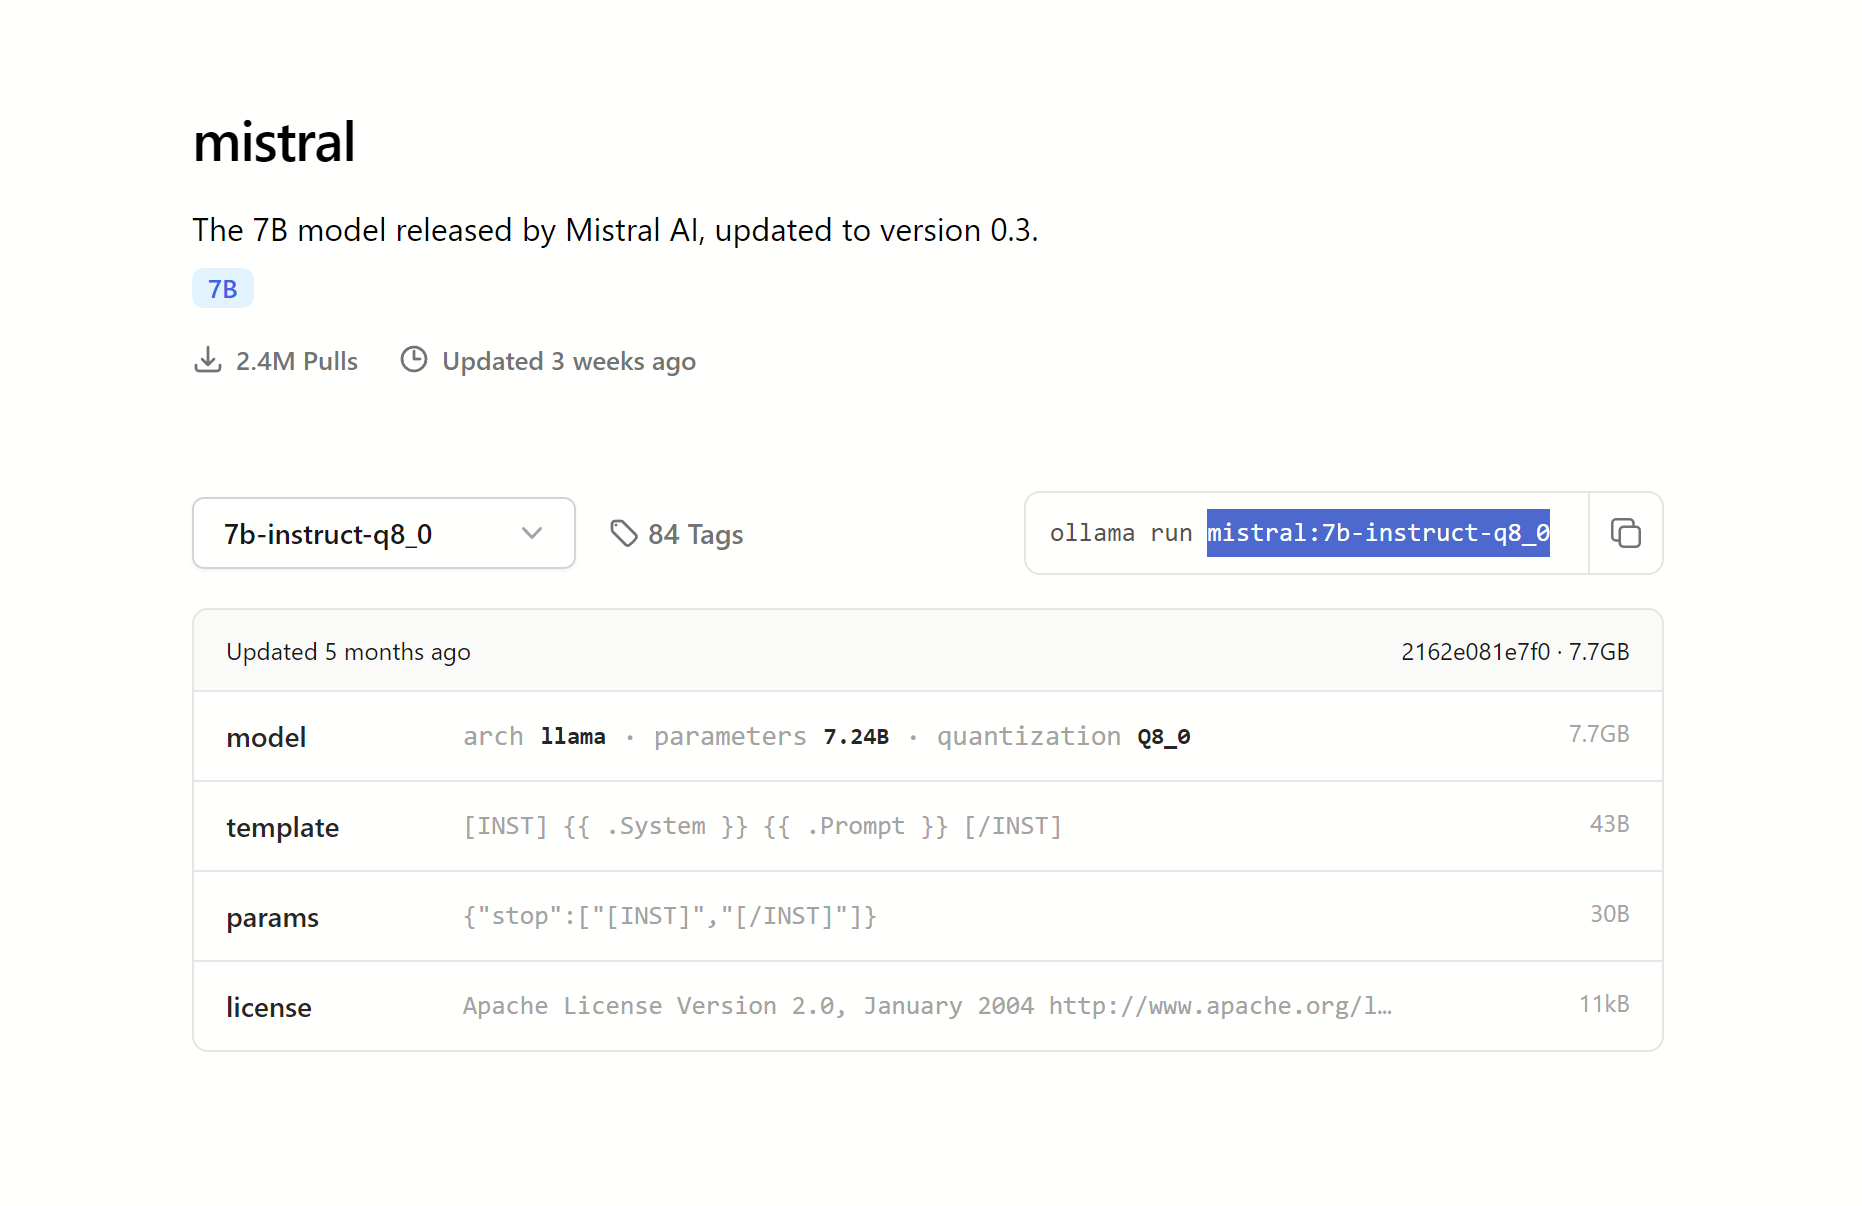 mistral
The 7B model released by Mistral AI, updated to version 0.3.
7B
2.4M Pulls Updated 3 weeks ago
7b-instruct-q8_0 84 Tags ollama run mistral:7b-instruct-q8_0
Updated 5 months ago 2162e081e7f0 · 7.7GB
model arch llama · parameters 7.24B · quantization Q8_0 7.7GB
template [INST] {{ .System }} {{ .Prompt }} [/INST] 43B
params {"stop":["[INST]","[/INST]"]} 30B
license Apache License Version 2.0, January 2004 http://www.apache.org/l… 11kB